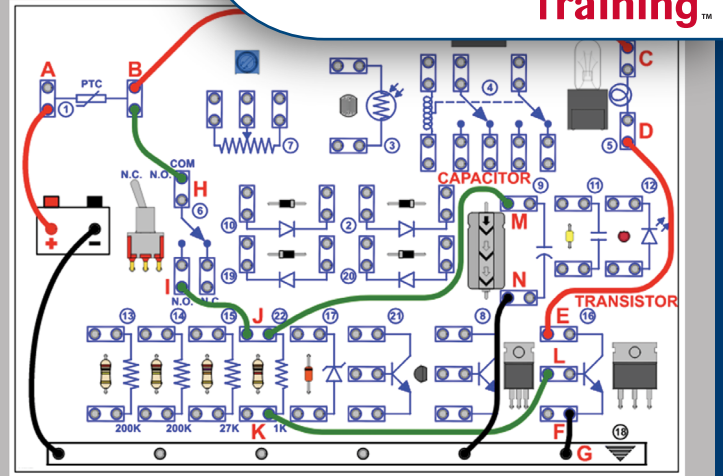 Training™
A
PTC
B
1
C
D
5
4
3
7
COM
N.C. N.O.
H
6
I
N.O. N.C.
+
-
10
2
19
20
CAPACITOR
9
11
12
M
N
TRANSISTOR
13
14
15
J
22
17
21
8
E
16
L
200K
200K
27K
K
1K
F
G
18